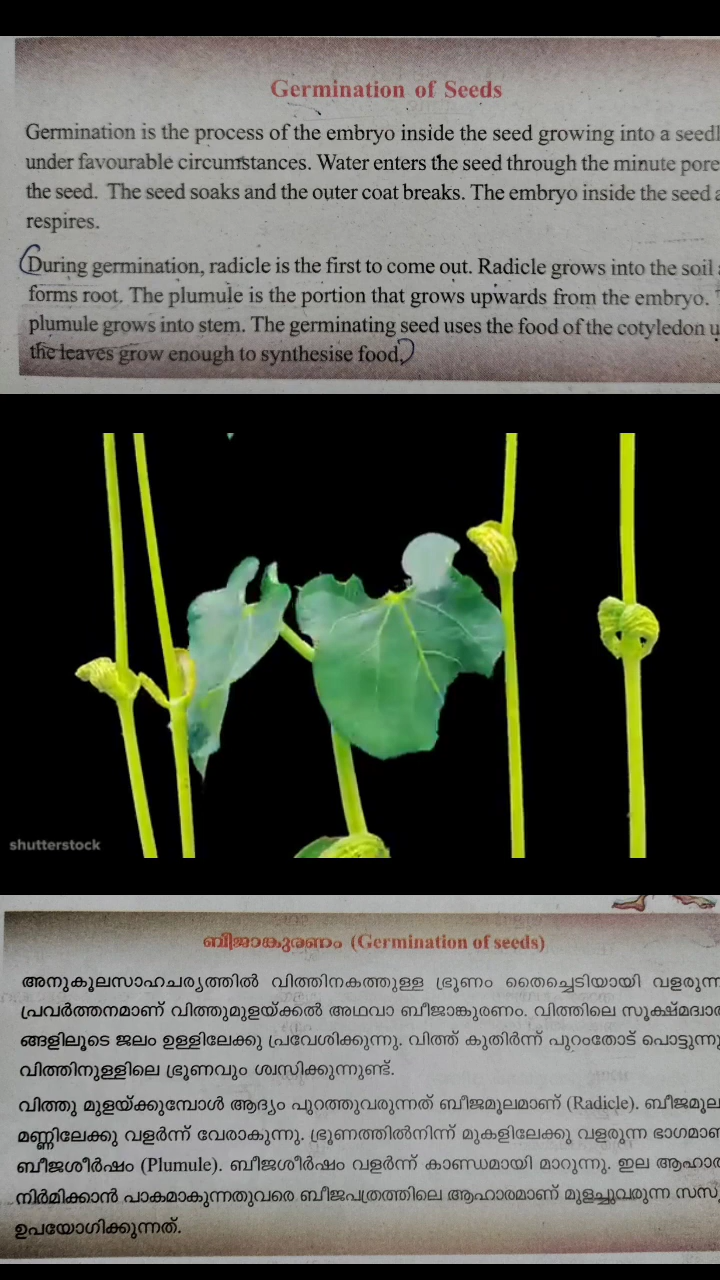 Germination of Seeds
Germination is the process of the embryo inside the seed growing into a seedl
under favourable circumstances. Water enters the seed through the minute pore
the seed. The seed soaks and the outer coat breaks. The embryo inside the seed a
respires.
During germination, radicle is the first to come out. Radicle grows into the soil
forms root. The plumule is the portion that grows upwards from the embryo.
plumule grows into stem. The germinating seed uses the food of the cotyledon u
the leaves grow enough to synthesise food.
shutterstock
ബീജാങ്കുരണം (Germination of seeds)
അനുകൂലസാഹചര്യത്തിൽ വിത്തിനകത്തുള്ള ഭ്രൂണം തൈച്ചെടിയായി വളരുന്ന
പ്രവർത്തനമാണ് വിത്തുമുളയ്ക്കൽ അഥവാ ബീജാങ്കുരണം. വിത്തിലെ സൂക്ഷ്മദ്വാര
ങ്ങളിലൂടെ ജലം ഉള്ളിലേക്കു പ്രവേശിക്കുന്നു. വിത്ത് കുതിർന്ന് പുറംതോട് പൊട്ടുന്നു
വിത്തിനുള്ളിലെ ഭ്രൂണവും ശ്വസിക്കുന്നുണ്ട്.
വിത്തു മുളയ്ക്കുമ്പോൾ ആദ്യം പുറത്തുവരുന്നത് ബീജമൂലമാണ് (Radicle). ബീജമൂല
മണ്ണിലേക്കു വളർന്ന് വേരാകുന്നു. ഭ്രൂണത്തിൽനിന്ന് മുകളിലേക്കു വളരുന്ന ഭാഗമാണ
ബീജശീർഷം (Plumule). ബീജശീർഷം വളർന്ന് കാണ്ഡമായി മാറുന്നു. ഇല ആഹാര
നിർമിക്കാൻ പാകമാകുന്നതുവരെ ബീജപത്രത്തിലെ ആഹാരമാണ് മുളച്ചുവരുന്ന സസ്യ
ഉപയോഗിക്കുന്നത്.